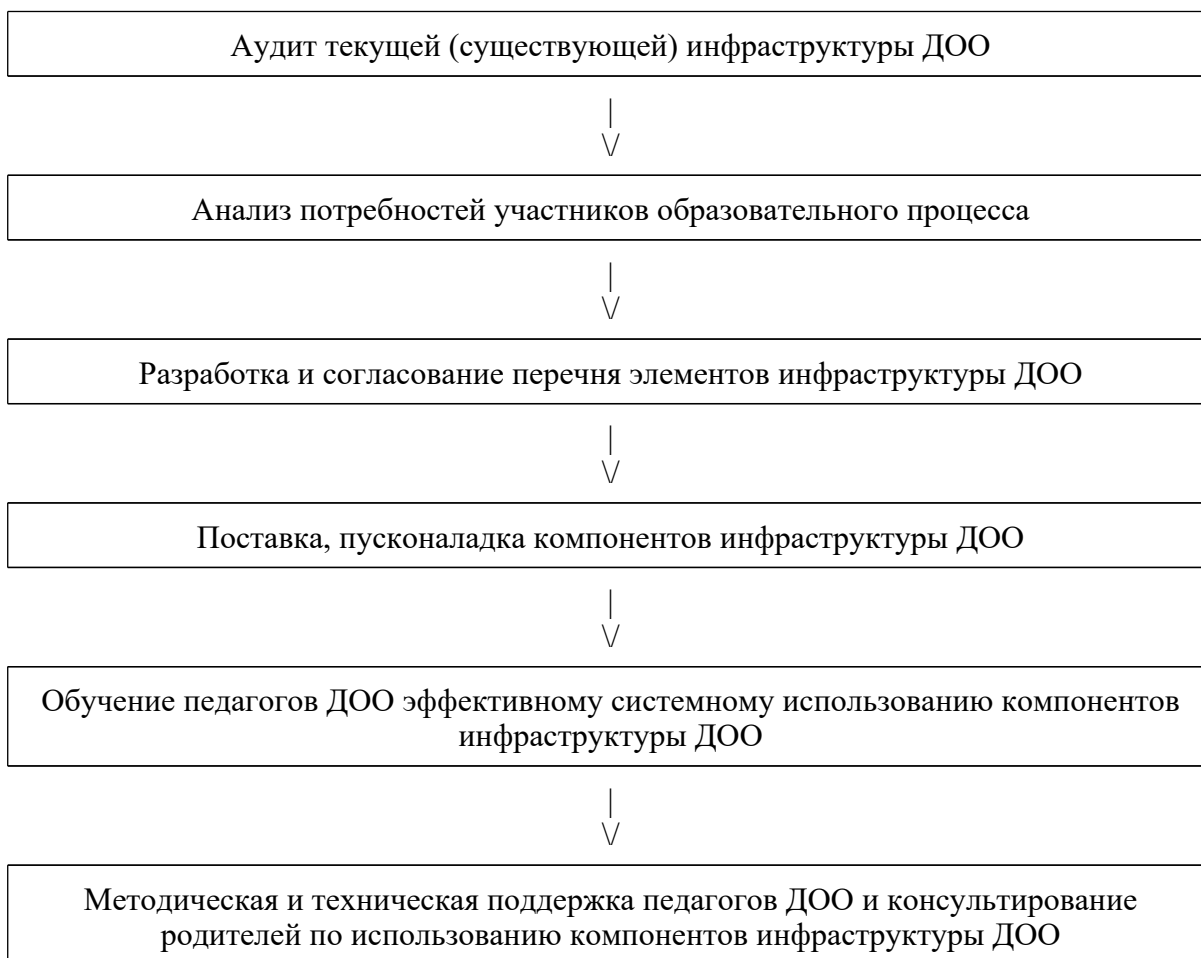 Аудит текущей (существующей) инфраструктуры ДОО
Анализ потребностей участников образовательного процесса
Разработка и согласование перечня элементов инфраструктуры ДОО
Поставка, пусконаладка компонентов инфраструктуры ДОО
Обучение педагогов ДОО эффективному системному использованию компонентов
инфраструктуры ДОО
Методическая и техническая поддержка педагогов ДОО и консультирование
родителей по использованию компонентов инфраструктуры ДОО